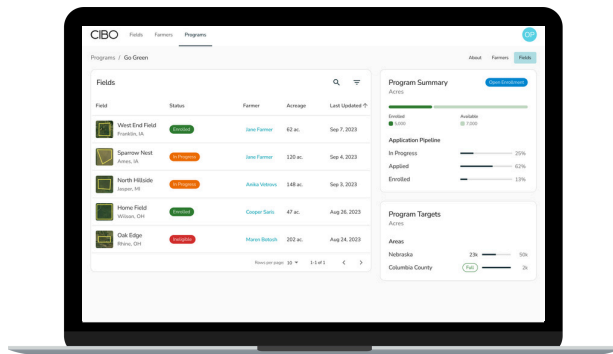 CIBO Fields Farmers Programs DP
Programs / Go Green About Farmers Fields
Fields
Field Status Farmer Acreage Last Updated ↑
West End Field Enrolled Jane Farmer 62 ac. Sep 7, 2023
Franklin, IA
Sparrow Nest In Progress Jane Farmer 120 ac. Sep 4, 2023
Ames, IA
North Hillside In Progress Anika Vetrovs 148 ac. Sep 3, 2023
Jasper, MI
Home Field Enrolled Cooper Saris 47 ac. Aug 26, 2023
Wilson, OH
Oak Edge Ineligible Maren Botosh 202 ac. Aug 24, 2023
Rhine, OH
Rows per page: 10 1-1 of 1
Program Summary Open Enrollment
Acres
Enrolled Available
5,000 7,000
Application Pipeline
In Progress 25%
Applied 62%
Enrolled 13%
Program Targets
Acres
Areas
Nebraska 23k 50k
Columbia County Full 2k